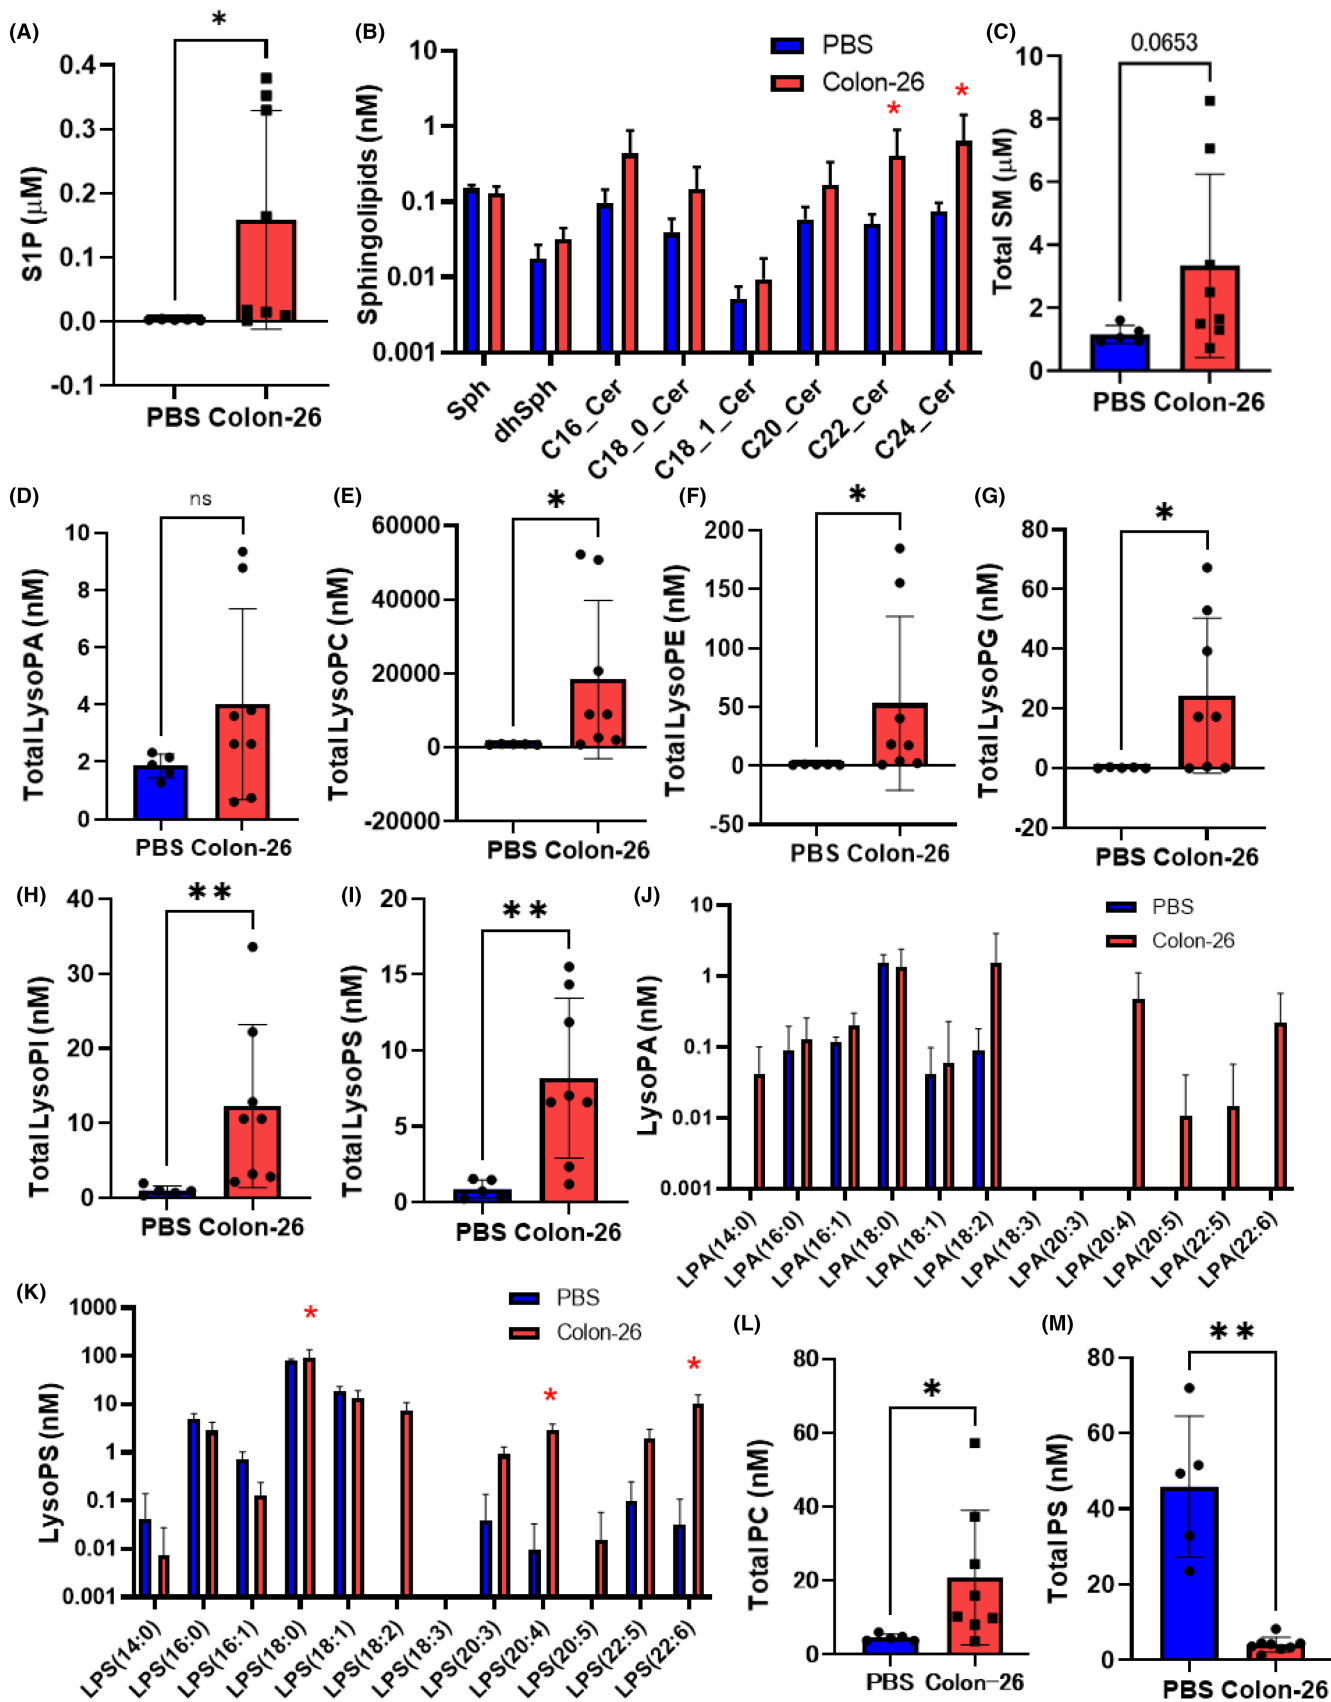 (A)
*
S1P (μM)
0.4
0.3
0.2
0.1
0.0
-0.1
PBS Colon-26
(B)
Sphingolipids (nM)
10
1
0.1
0.01
0.001
PBS
Colon-26
*
*
Sph
dhSph
C16_Cer
C18_0_Cer
C18_1_Cer
C20_Cer
C22_Cer
C24_Cer
(C)
0.0653
Total SM (μM)
10
8
6
4
2
0
PBS Colon-26
(D)
ns
Total LysoPA (nM)
10
8
6
4
2
0
PBS Colon-26
(E)
*
Total LysoPC (nM)
60000
40000
20000
0
-20000
PBS Colon-26
(F)
*
Total LysoPE (nM)
200
150
100
50
0
-50
PBS Colon-26
(G)
*
Total LysoPG (nM)
80
60
40
20
0
-20
PBS Colon-26
(H)
**
Total LysoPI (nM)
40
30
20
10
0
PBS Colon-26
(I)
**
Total LysoPS (nM)
20
15
10
5
0
PBS Colon-26
(J)
LysoPA (nM)
10
1
0.1
0.01
0.001
PBS
Colon-26
LPA(14:0)
LPA(16:0)
LPA(16:1)
LPA(18:0)
LPA(18:1)
LPA(18:2)
LPA(18:3)
LPA(20:3)
LPA(20:4)
LPA(20:5)
LPA(22:5)
LPA(22:6)
(K)
LysoPS (nM)
1000
100
10
1
0.1
0.01
0.001
PBS
Colon-26
*
*
*
LPS(14:0)
LPS(16:0)
LPS(16:1)
LPS(18:0)
LPS(18:1)
LPS(18:2)
LPS(18:3)
LPS(20:3)
LPS(20:4)
LPS(20:5)
LPS(22:5)
LPS(22:6)
(L)
*
Total PC (nM)
80
60
40
20
0
PBS Colon-26
(M)
**
Total PS (nM)
80
60
40
20
0
PBS Colon-26